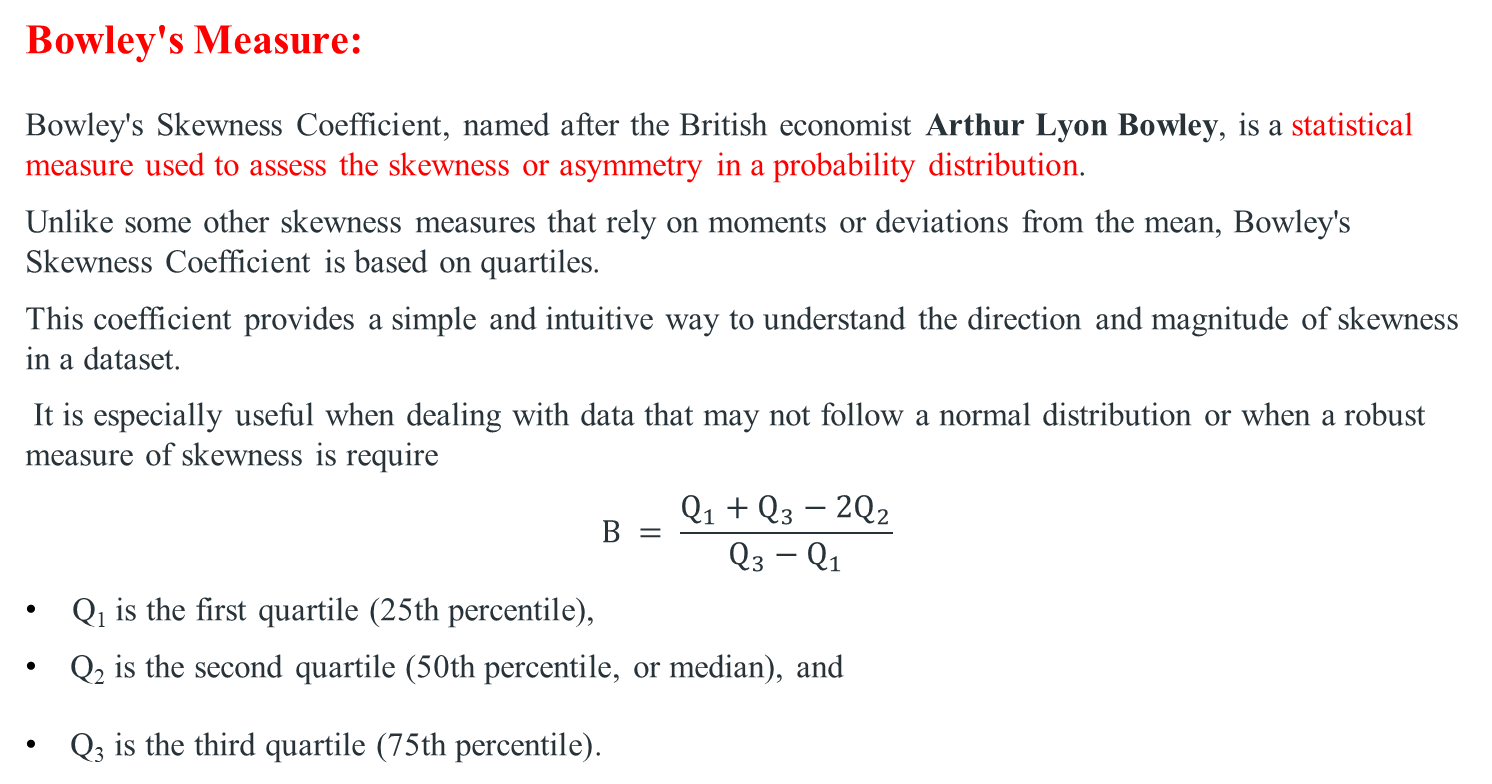 Bowley's Measure:
Bowley's Skewness Coefficient, named after the British economist Arthur Lyon Bowley, is a statistical
measure used to assess the skewness or asymmetry in a probability distribution.
Unlike some other skewness measures that rely on moments or deviations from the mean, Bowley's
Skewness Coefficient is based on quartiles.
This coefficient provides a simple and intuitive way to understand the direction and magnitude of skewness
in a dataset.
It is especially useful when dealing with data that may not follow a normal distribution or when a robust
measure of skewness is require
B = (Q₁ + Q₃ − 2Q₂) / (Q₃ − Q₁)
• Q₁ is the first quartile (25th percentile),
• Q₂ is the second quartile (50th percentile, or median), and
• Q₃ is the third quartile (75th percentile).